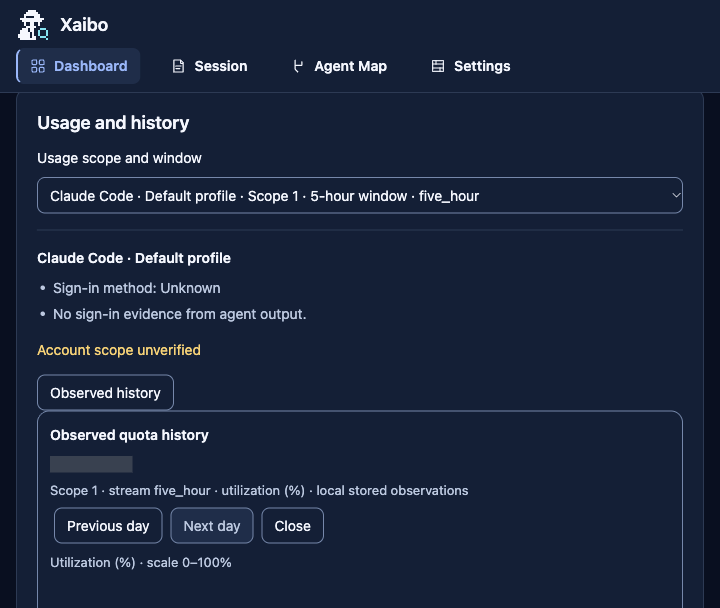 Xaibo
Dashboard
Session
Agent Map
Settings
Usage and history
Usage scope and window
Claude Code · Default profile · Scope 1 · 5-hour window · five_hour
Claude Code · Default profile
• Sign-in method: Unknown
• No sign-in evidence from agent output.
Account scope unverified
Observed history
Observed quota history
Scope 1 · stream five_hour · utilization (%) · local stored observations
Previous day
Next day
Close
Utilization (%) · scale 0–100%